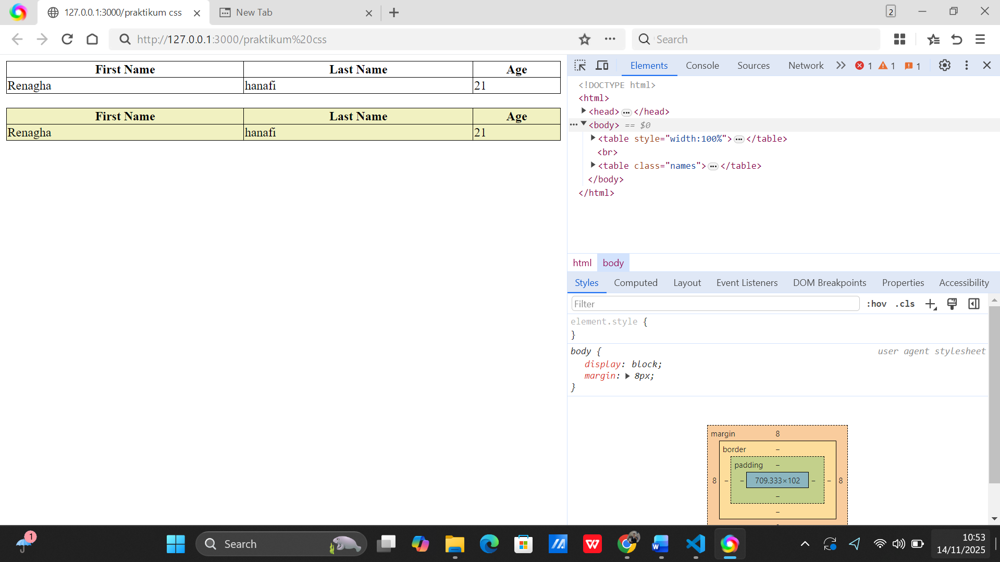 127.0.0.1:3000/praktikum css
New Tab
2
http://127.0.0.1:3000/praktikum%20css
Search
First Name Last Name Age
Renagha hanafi 21
First Name Last Name Age
Renagha hanafi 21
Elements Console Sources Network 1 1 1
<!DOCTYPE html>
<html>
<head> … </head>
… <body> == $0
<table style="width:100%"> … </table>
<br>
<table class="names"> … </table>
</body>
</html>
html body
Styles Computed Layout Event Listeners DOM Breakpoints Properties Accessibility
Filter :hov .cls
element.style {
}
body { user agent stylesheet
display: block;
margin: 8px;
}
margin 8
border –
padding –
8 – – 709.333×102 – – 8
–
–
1
Search
10:53
14/11/2025